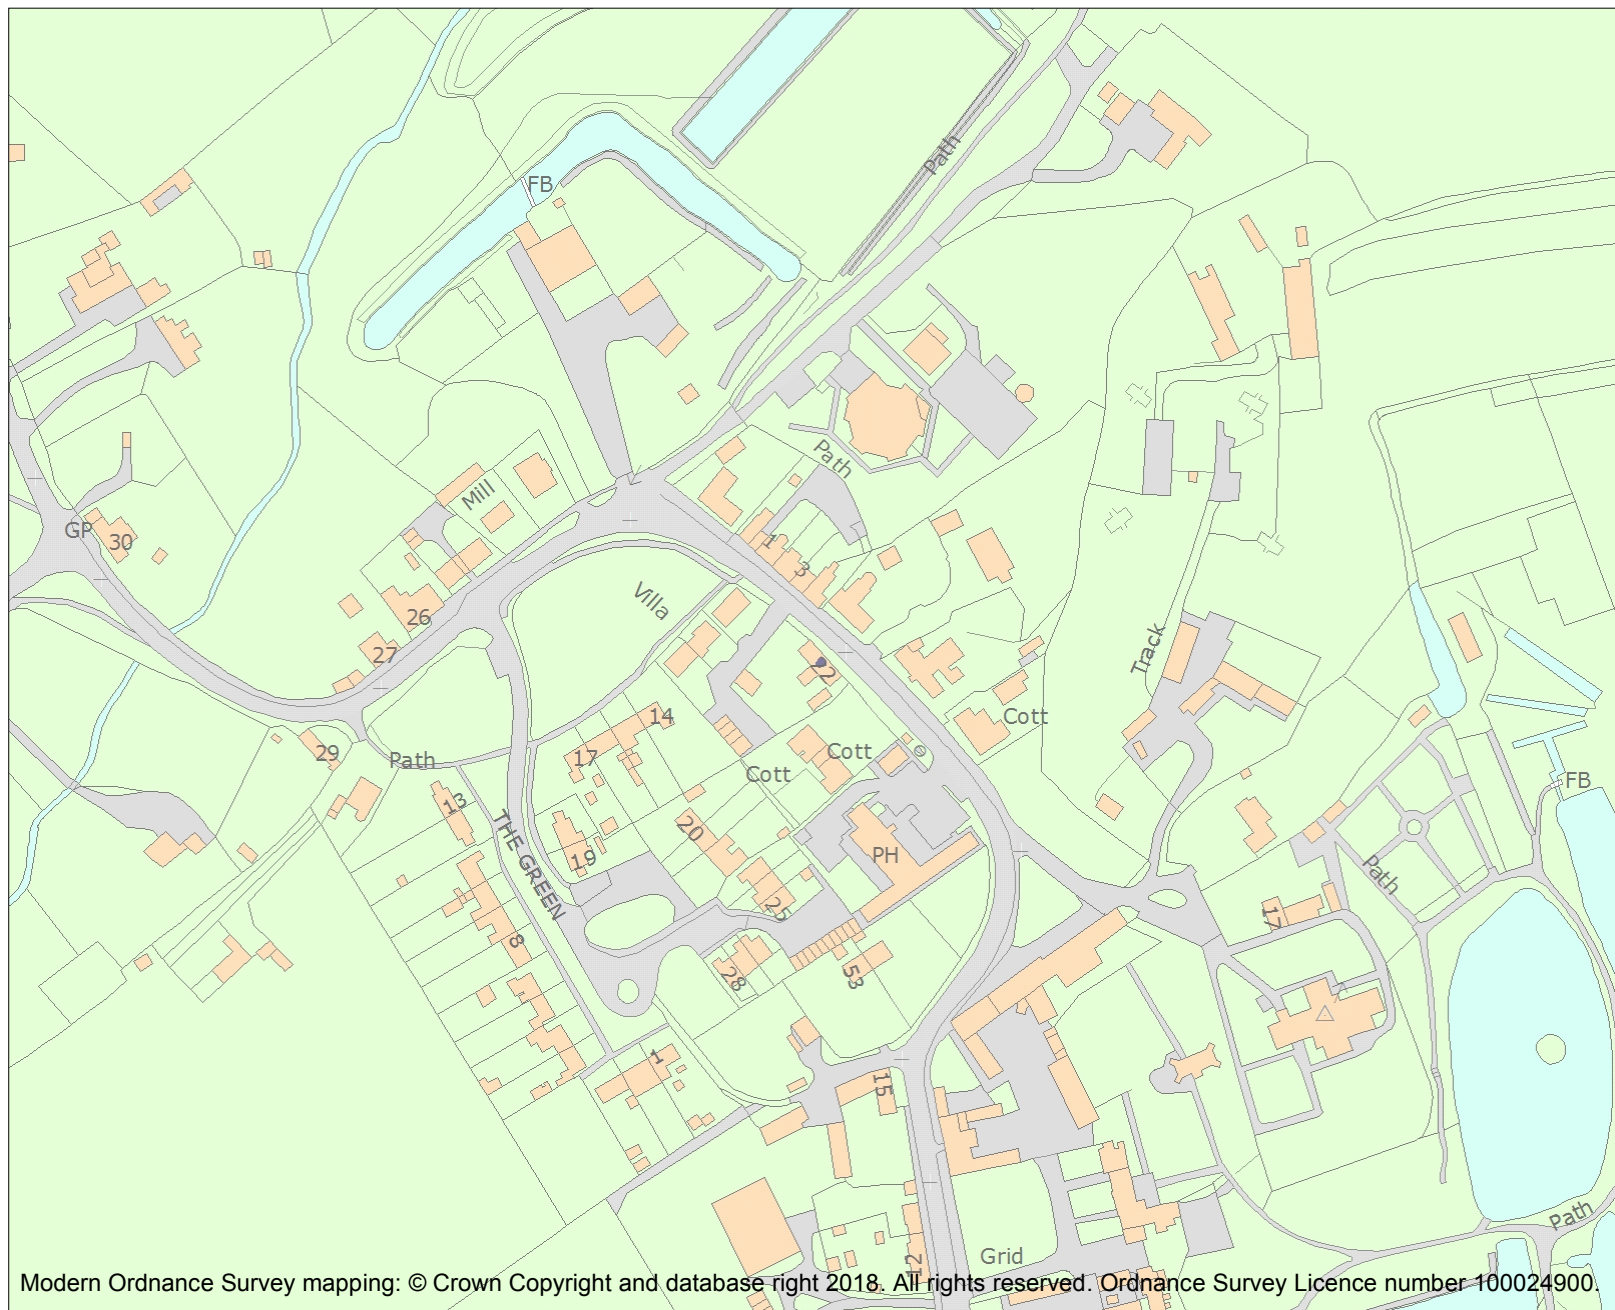 Path
FB
Path
Mill
GP
30
1
3
Villa
26
27
22
Track
14
Cott
17
29
Path
Cott
Cott
FB
13
THE GREEN
20
19
PH
Path
25
17
8
28
53
1
15
Path
12
Grid
Modern Ordnance Survey mapping: © Crown Copyright and database right 2018. All rights reserved. Ordnance Survey Licence number 100024900.